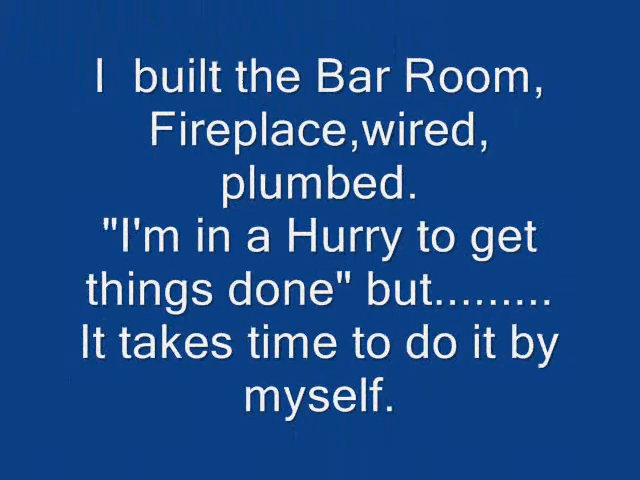 I  built the Bar Room,
Fireplace,wired,
plumbed.
"I'm in a Hurry to get
things done" but.........
It takes time to do it by
myself.